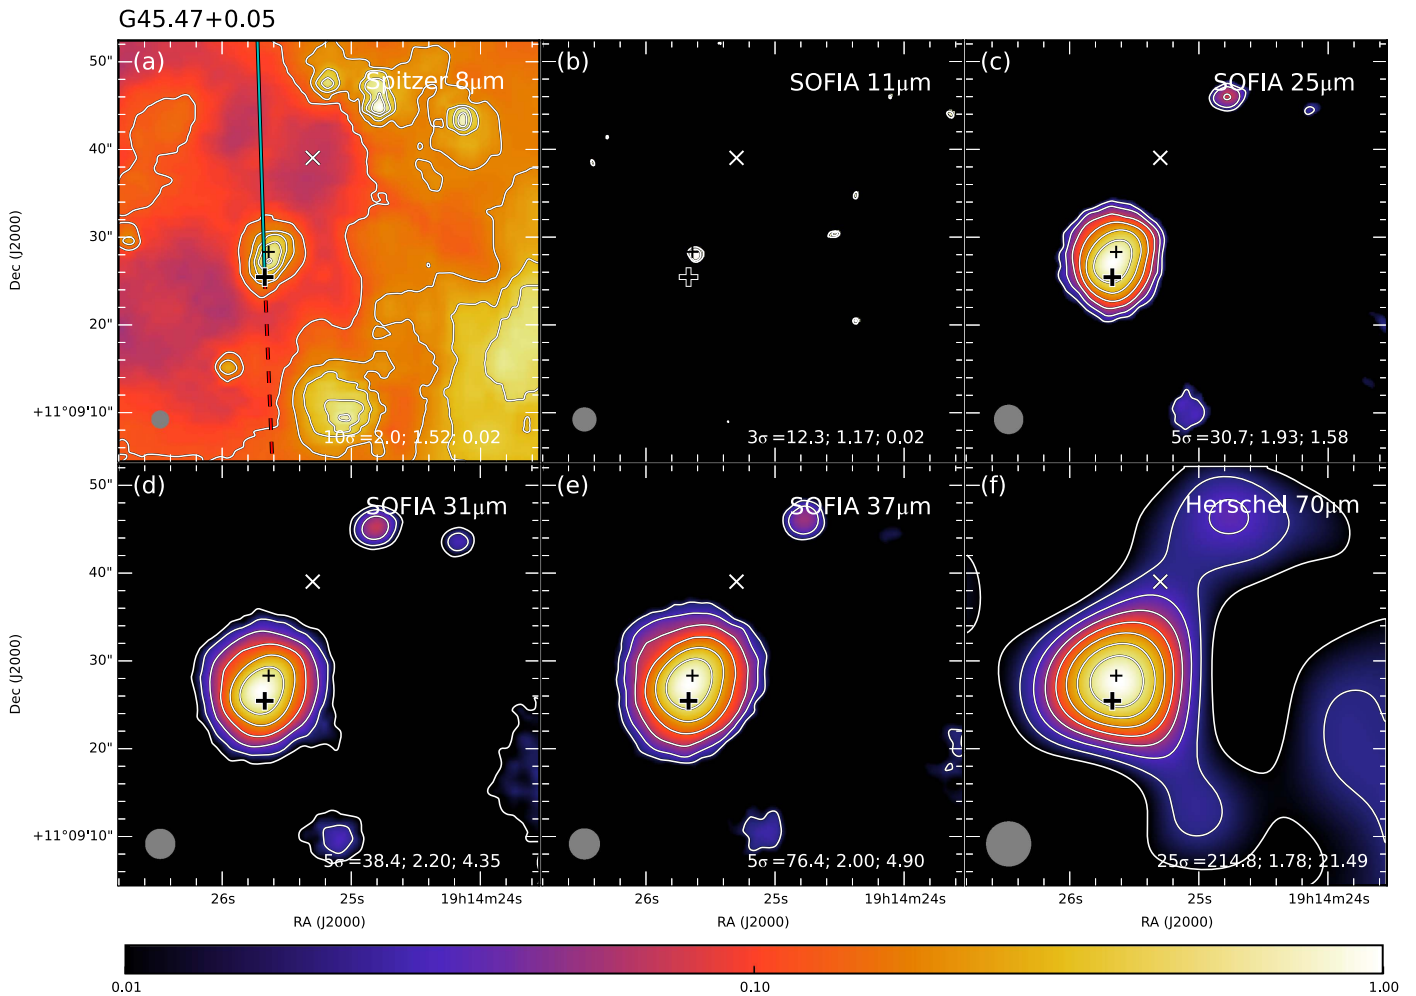 G45.47+0.05
(a)
Spitzer 8μm
10σ=2.0; 1.52; 0.02
(b)
SOFIA 11μm
3σ=12.3; 1.17; 0.02
(c)
SOFIA 25μm
5σ=30.7; 1.93; 1.58
50"
40"
30"
20"
+11°09'10"
Dec (J2000)
(d)
SOFIA 31μm
5σ=38.4; 2.20; 4.35
(e)
SOFIA 37μm
5σ=76.4; 2.00; 4.90
(f)
Herschel 70μm
25σ=214.8; 1.78; 21.49
50"
40"
30"
20"
+11°09'10"
Dec (J2000)
26s 25s 19h14m24s
26s 25s 19h14m24s
26s 25s 19h14m24s
RA (J2000)
RA (J2000)
RA (J2000)
0.01 0.10 1.00